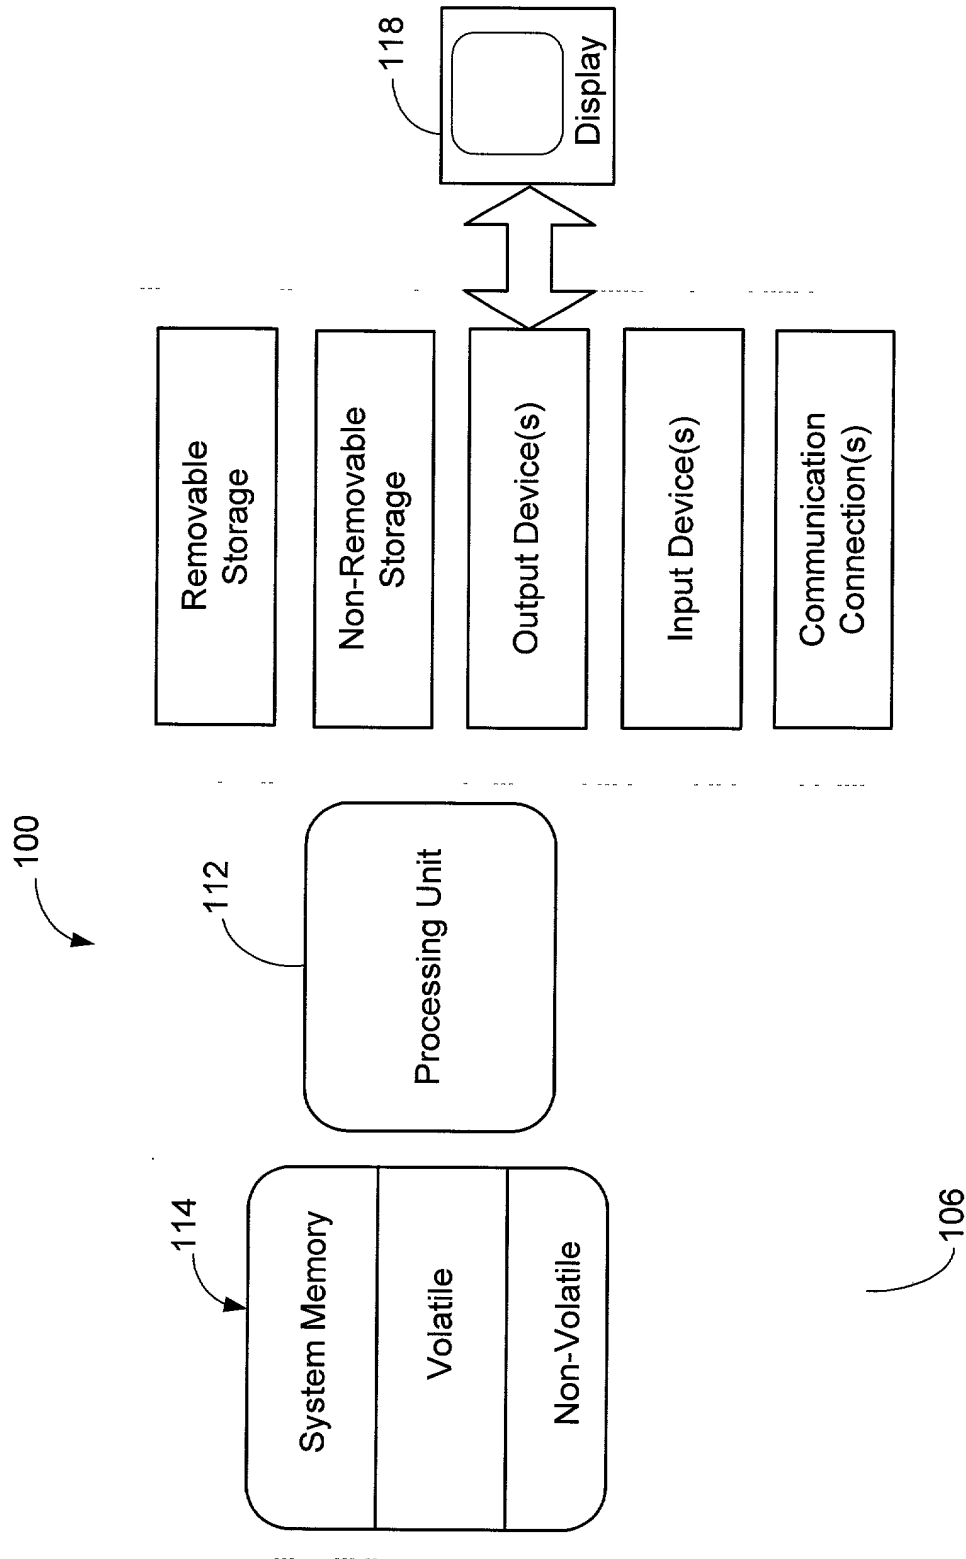 100
114
System Memory
Volatile
Non-Volatile
112
Processing Unit
Removable
Storage
Non-Removable
Storage
Output Device(s)
Input Device(s)
Communication
Connection(s)
118
Display
106